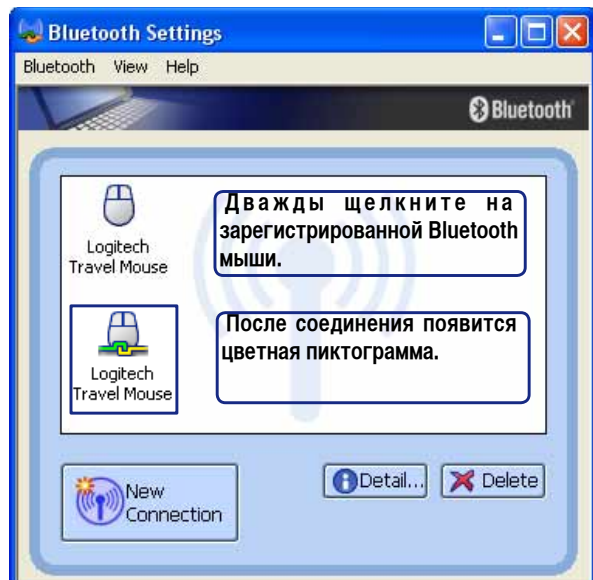 Bluetooth Settings
Bluetooth View Help
Bluetooth
Logitech
Travel Mouse
Дважды щелкните на
зарегистрированной Bluetooth
мыши.
Logitech
Travel Mouse
После соединения появится
цветная пиктограмма.
New
Connection
Detail...
Delete